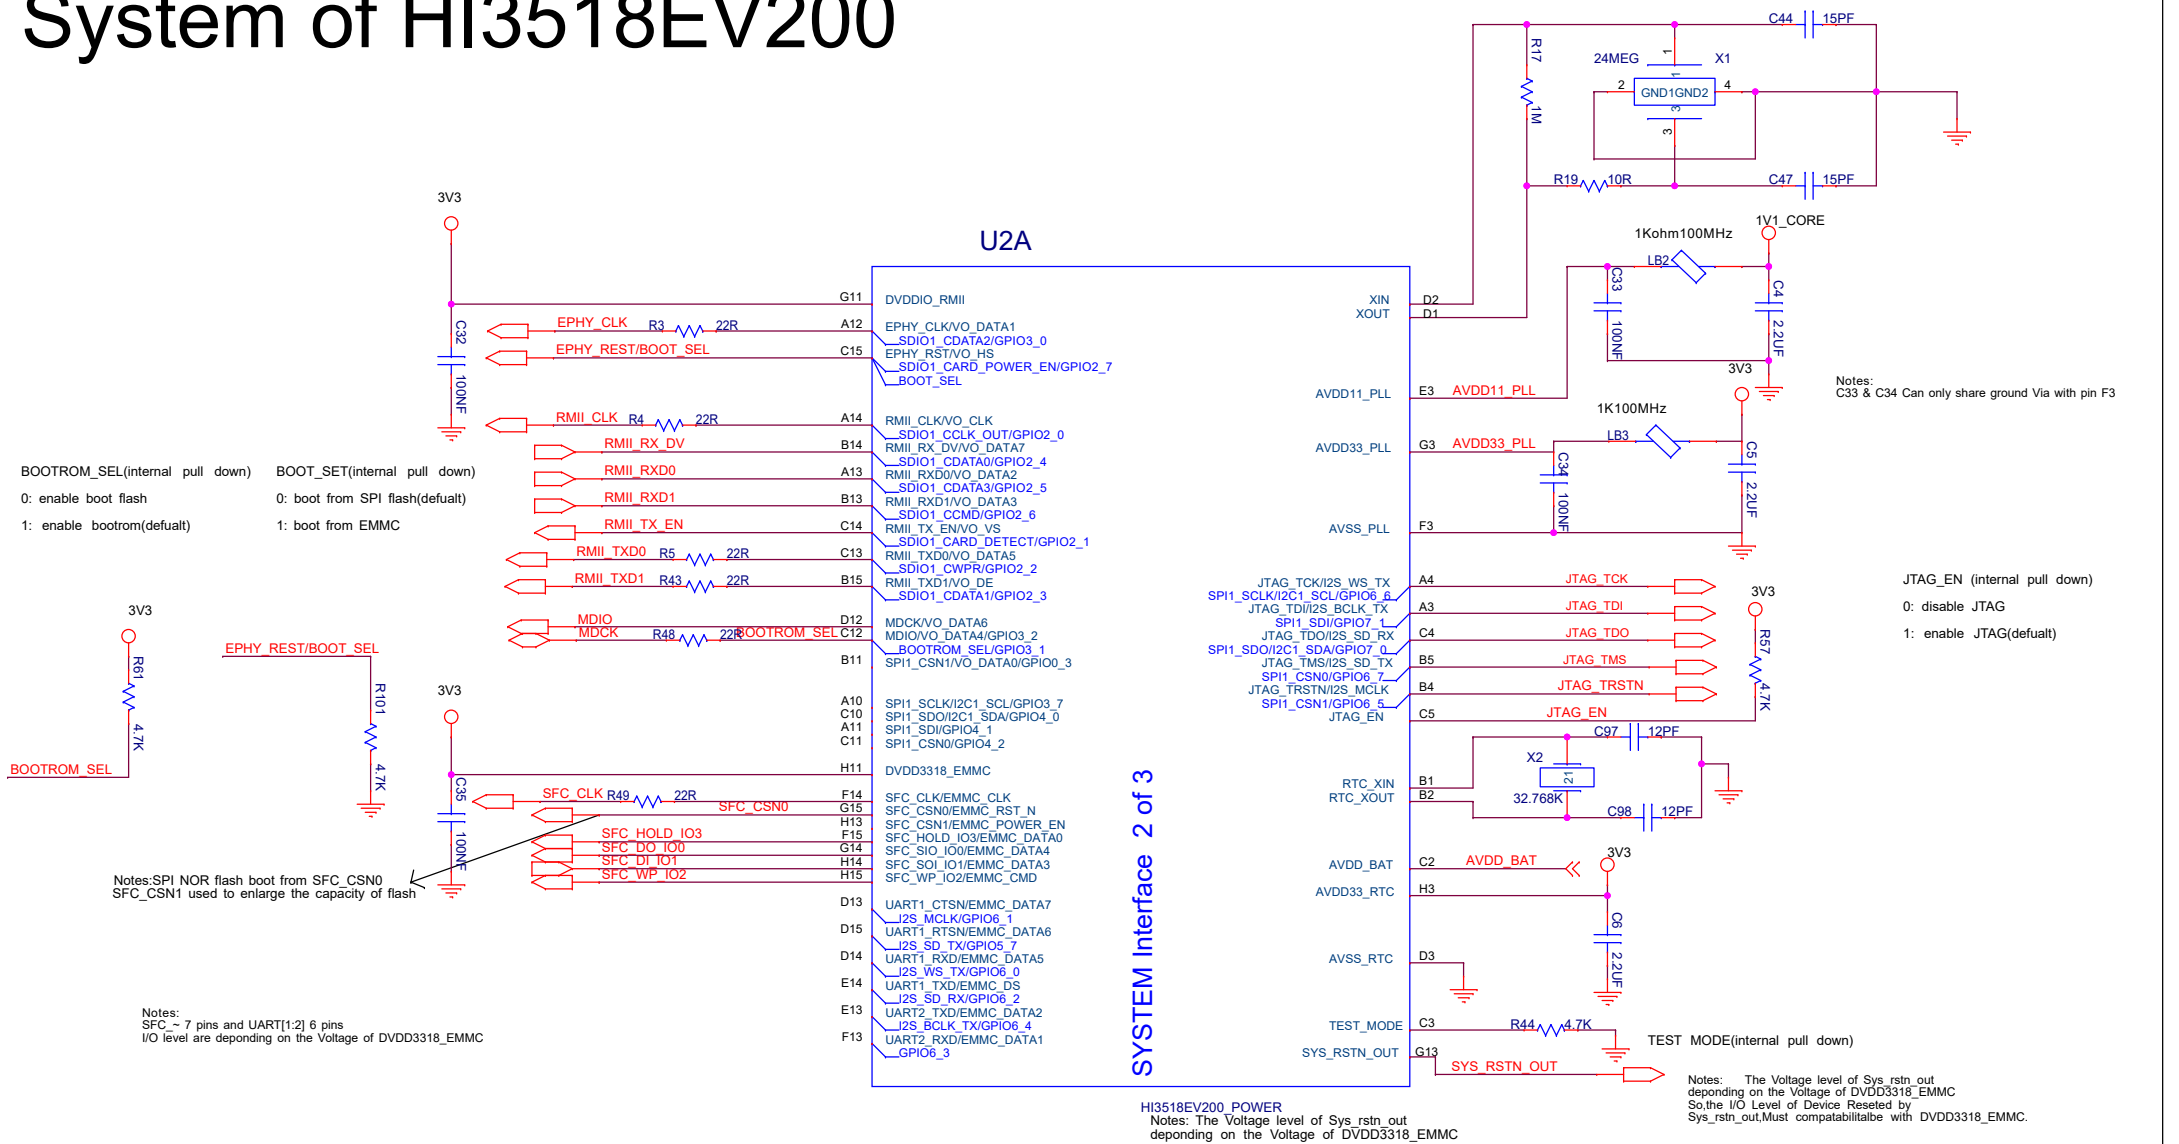 System of HI3518EV200
C44 15PF
R17 1M
24MEG X1
1
1
2 GND1GND2 4
3
3
R19 10R
C47 15PF
3V3
U2A
1V1_CORE
1Kohm100MHz
LB2
C33 100NF
C4 2.2UF
C32 100NF
G11 DVDDIO_RMII
XIN D2
XOUT D1
EPHY_CLK R3 22R A12 EPHY_CLK/VO_DATA1
SDIO1_CDATA2/GPIO3_0
EPHY_REST/BOOT_SEL C15 EPHY_RST/VO_HS
SDIO1_CARD_POWER_EN/GPIO2_7
BOOT_SEL
3V3
AVDD11_PLL E3 AVDD11_PLL
Notes:
C33 & C34 Can only share ground Via with pin F3
1K100MHz
LB3
C34 100NF
C5 2.2UF
RMII_CLK R4 22R A14 RMII_CLK/VO_CLK
SDIO1_CCLK_OUT/GPIO2_0
RMII_RX_DV B14 RMII_RX_DV/VO_DATA7
SDIO1_CDATA0/GPIO2_4
AVDD33_PLL G3 AVDD33_PLL
RMII_RXD0 A13 RMII_RXD0/VO_DATA2
SDIO1_CDATA3/GPIO2_5
RMII_RXD1 B13 RMII_RXD1/VO_DATA3
SDIO1_CCMD/GPIO2_6
RMII_TX_EN C14 RMII_TX_EN/VO_VS
SDIO1_CARD_DETECT/GPIO2_1
AVSS_PLL F3
RMII_TXD0 R5 22R C13 RMII_TXD0/VO_DATA5
SDIO1_CWPR/GPIO2_2
RMII_TXD1 R43 22R B15 RMII_TXD1/VO_DE
SDIO1_CDATA1/GPIO2_3
BOOTROM_SEL(internal pull down)
0: enable boot flash
1: enable bootrom(defualt)
BOOT_SET(internal pull down)
0: boot from SPI flash(defualt)
1: boot from EMMC
MDIO D12 MDCK/VO_DATA6
MDCK R48 22R BOOTROM_SEL C12 MDIO/VO_DATA4/GPIO3_2
BOOTROM_SEL/GPIO3_1
B11 SPI1_CSN1/VO_DATA0/GPIO0_3
JTAG_TCK/I2S_WS_TX A4 JTAG_TCK
SPI1_SCLK/I2C1_SCL/GPIO6_6
JTAG_TDI/I2S_BCLK_TX A3 JTAG_TDI
SPI1_SDI/GPIO7_1
JTAG_TDO/I2S_SD_RX C4 JTAG_TDO
SPI1_SDO/I2C1_SDA/GPIO7_0
JTAG_TMS/I2S_SD_TX B5 JTAG_TMS
SPI1_CSN0/GPIO6_7
JTAG_TRSTN/I2S_MCLK B4 JTAG_TRSTN
SPI1_CSN1/GPIO6_5
JTAG_EN C5 JTAG_EN
3V3
R57 4.7K
JTAG_EN (internal pull down)
0: disable JTAG
1: enable JTAG(defualt)
3V3
R61 4.7K
BOOTROM_SEL
EPHY_REST/BOOT_SEL
R101 4.7K
3V3
C35 100NF
A10 SPI1_SCLK/I2C1_SCL/GPIO3_7
C10 SPI1_SDO/I2C1_SDA/GPIO4_0
A11 SPI1_SDI/GPIO4_1
C11 SPI1_CSN0/GPIO4_2
H11 DVDD3318_EMMC
C97 12PF
X2
21
32.768K
C98 12PF
RTC_XIN B1
RTC_XOUT B2
SFC_CLK R49 22R F14 SFC_CLK/EMMC_CLK
SFC_CSN0 G15 SFC_CSN0/EMMC_RST_N
H13 SFC_CSN1/EMMC_POWER_EN
SFC_HOLD_IO3 F15 SFC_HOLD_IO3/EMMC_DATA0
SFC_DO_IO0 G14 SFC_SIO_IO0/EMMC_DATA4
SFC_DI_IO1 H14 SFC_SOI_IO1/EMMC_DATA3
SFC_WP_IO2 H15 SFC_WP_IO2/EMMC_CMD
Notes:SPI NOR flash boot from SFC_CSN0
SFC_CSN1 used to enlarge the capacity of flash
SYSTEM Interface 2 of 3
AVDD_BAT C2 AVDD_BAT
3V3
AVDD33_RTC H3
C6 2.2UF
AVSS_RTC D3
D13 UART1_CTSN/EMMC_DATA7
I2S_MCLK/GPIO6_1
D15 UART1_RTSN/EMMC_DATA6
I2S_SD_TX/GPIO5_7
D14 UART1_RXD/EMMC_DATA5
I2S_WS_TX/GPIO6_0
E14 UART1_TXD/EMMC_DS
I2S_SD_RX/GPIO6_2
E13 UART2_TXD/EMMC_DATA2
I2S_BCLK_TX/GPIO6_4
F13 UART2_RXD/EMMC_DATA1
GPIO6_3
Notes:
SFC_~ 7 pins and UART[1:2] 6 pins
I/O level are deponding on the Voltage of DVDD3318_EMMC
TEST_MODE C3 R44 4.7K
TEST MODE(internal pull down)
SYS_RSTN_OUT G13 SYS_RSTN_OUT
Notes: The Voltage level of Sys_rstn_out
deponding on the Voltage of DVDD3318_EMMC
So,the I/O Level of Device Reseted by
Sys_rstn_out,Must compatabilitalbe with DVDD3318_EMMC.
HI3518EV200_POWER
Notes: The Voltage level of Sys_rstn_out
deponding on the Voltage of DVDD3318_EMMC